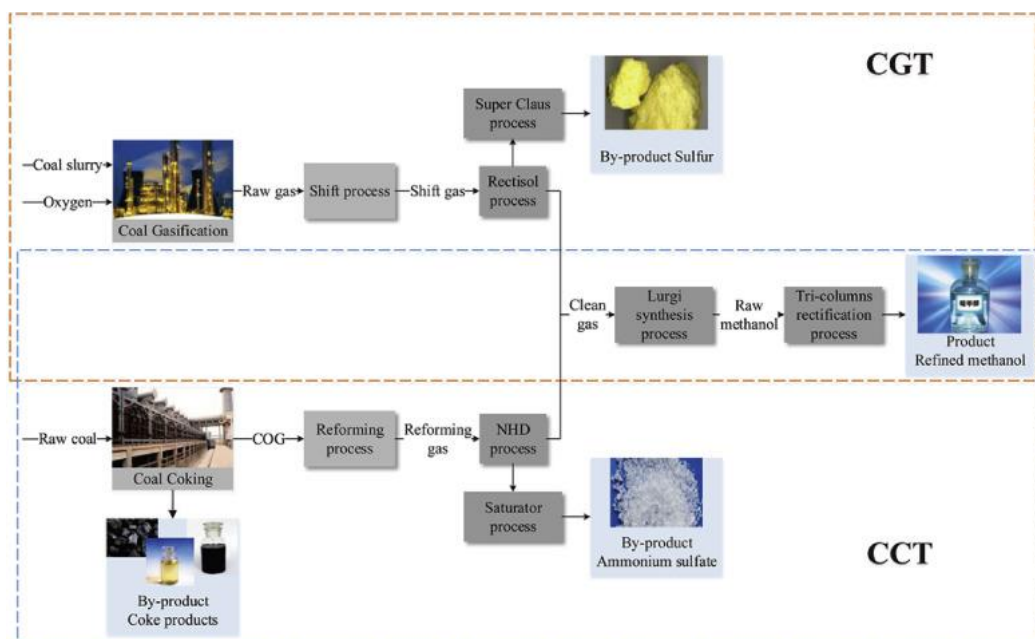 CGT
Super Claus
process
By-product Sulfur
Coal slurry
Oxygen
Coal Gasification
Raw gas
Shift process
Shift gas
Rectisol
process
Clean
gas
Lurgi
synthesis
process
Raw
methanol
Tri-columns
rectification
process
Product
Refined methanol
Raw coal
Coal Coking
COG
Reforming
process
Reforming
gas
NHD
process
Saturator
process
By-product
Ammonium sulfate
By-product
Coke products
CCT